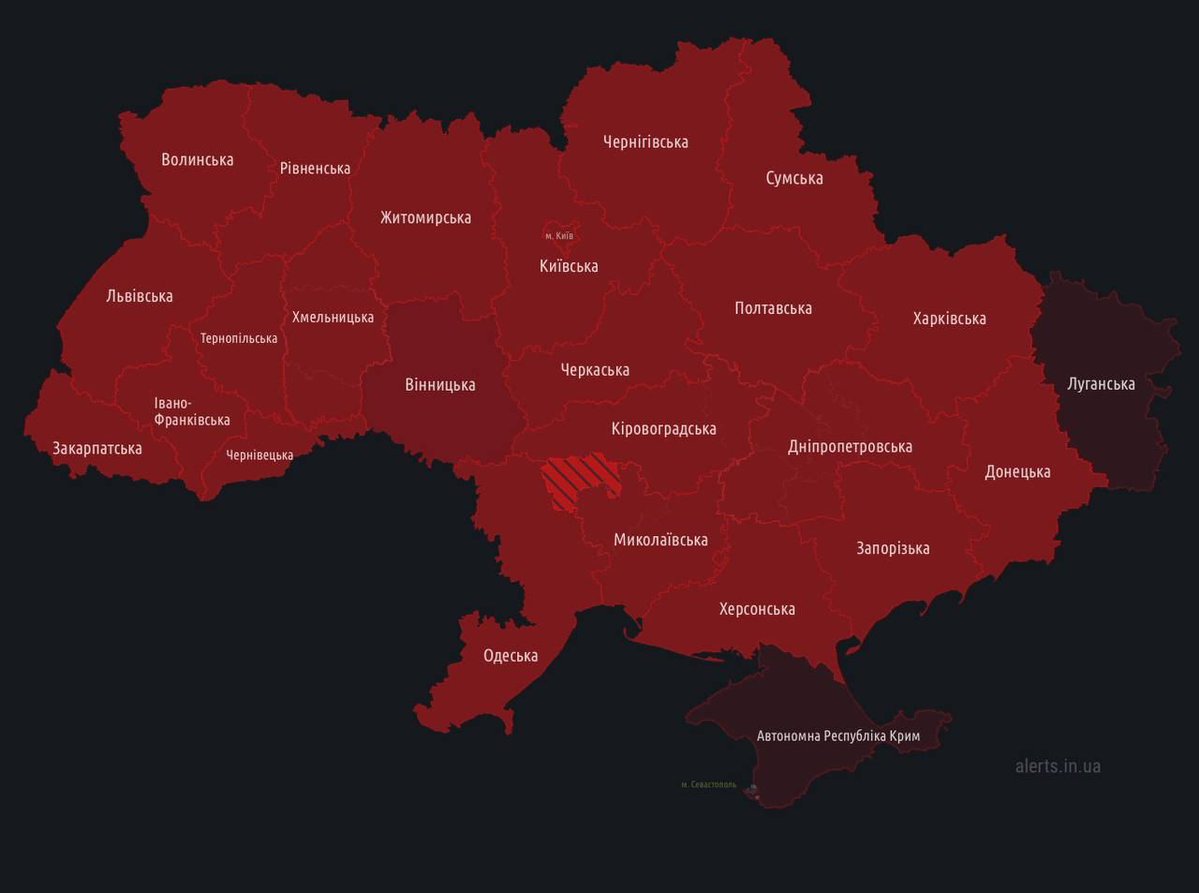 Чернігівська
Волинська
Рівненська
Сумська
Житомирська
м. Київ
Київська
Львівська
Полтавська
Хмельницька
Харківська
Тернопільська
Черкаська
Вінницька
Луганська
Івано-
Франківська
Кіровоградська
Закарпатська
Дніпропетровська
Чернівецька
Донецька
Миколаївська
Запорізька
Херсонська
Одеська
Автономна Республіка Крим
alerts.in.ua
м. Севастополь